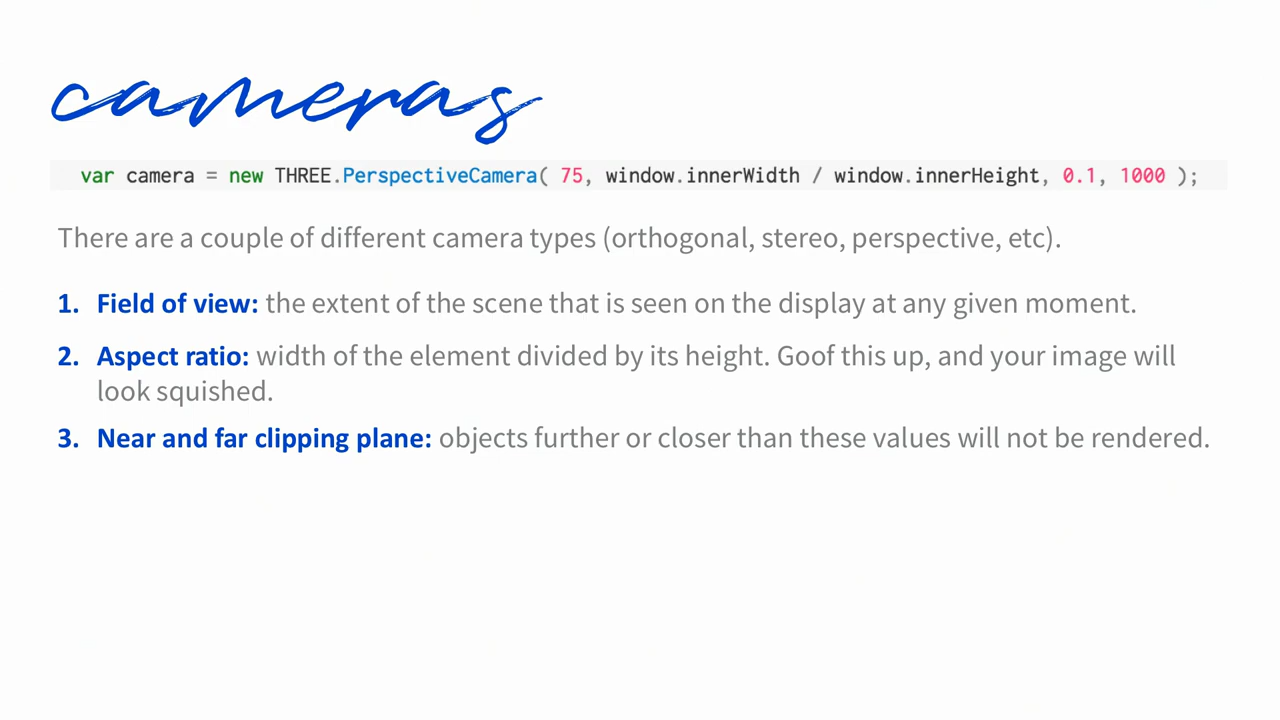 cameras
var camera = new THREE.PerspectiveCamera( 75, window.innerWidth / window.innerHeight, 0.1, 1000 );
There are a couple of different camera types (orthogonal, stereo, perspective, etc).
1. Field of view: the extent of the scene that is seen on the display at any given moment.
2. Aspect ratio: width of the element divided by its height. Goof this up, and your image will
look squished.
3. Near and far clipping plane: objects further or closer than these values will not be rendered.